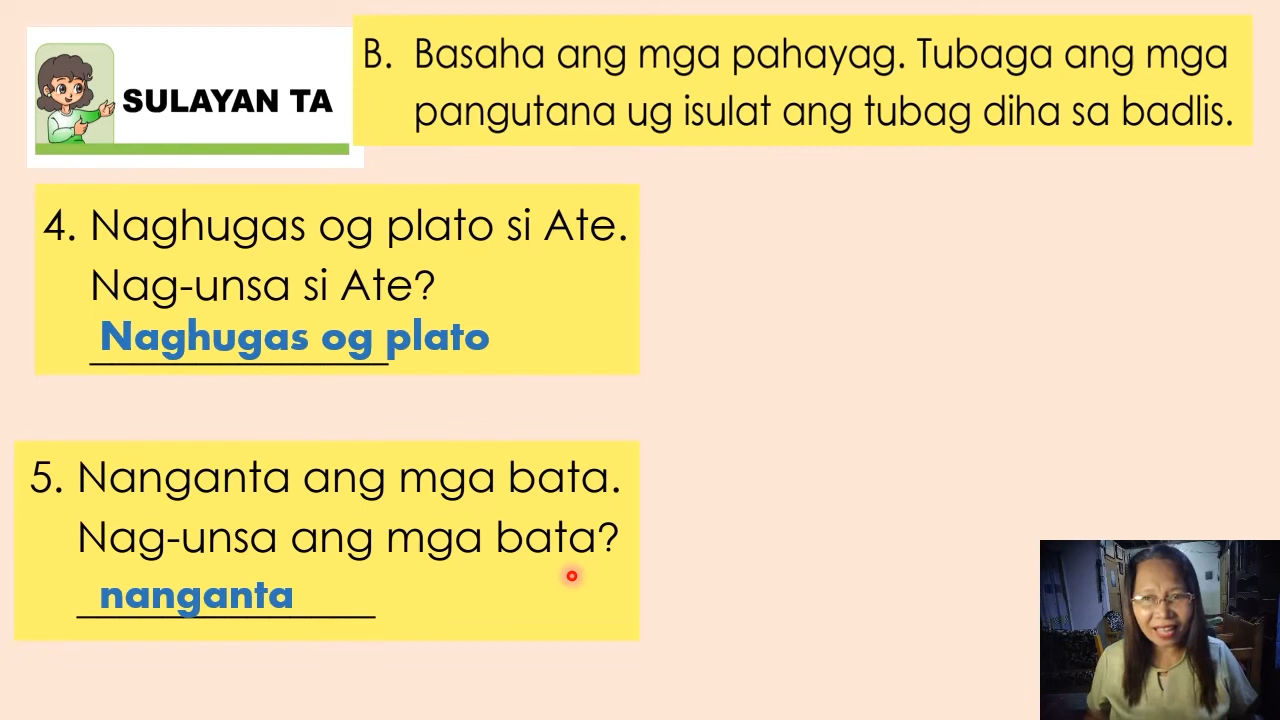 SULAYAN TA
B. Basaha ang mga pahayag. Tubaga ang mga
pangutana ug isulat ang tubag diha sa badlis.
4. Naghugas og plato si Ate.
Nag-unsa si Ate?
Naghugas og plato
5. Nanganta ang mga bata.
Nag-unsa ang mga bata?
nanganta